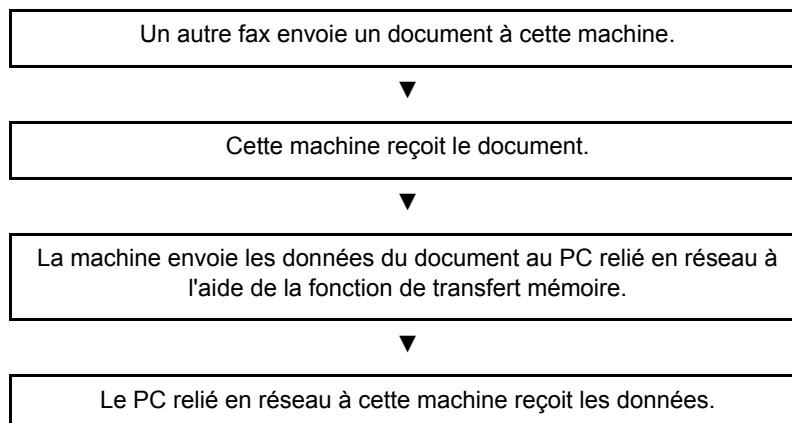 Un autre fax envoie un document à cette machine.
▼
Cette machine reçoit le document.
▼
La machine envoie les données du document au PC relié en réseau à
l'aide de la fonction de transfert mémoire.
▼
Le PC relié en réseau à cette machine reçoit les données.